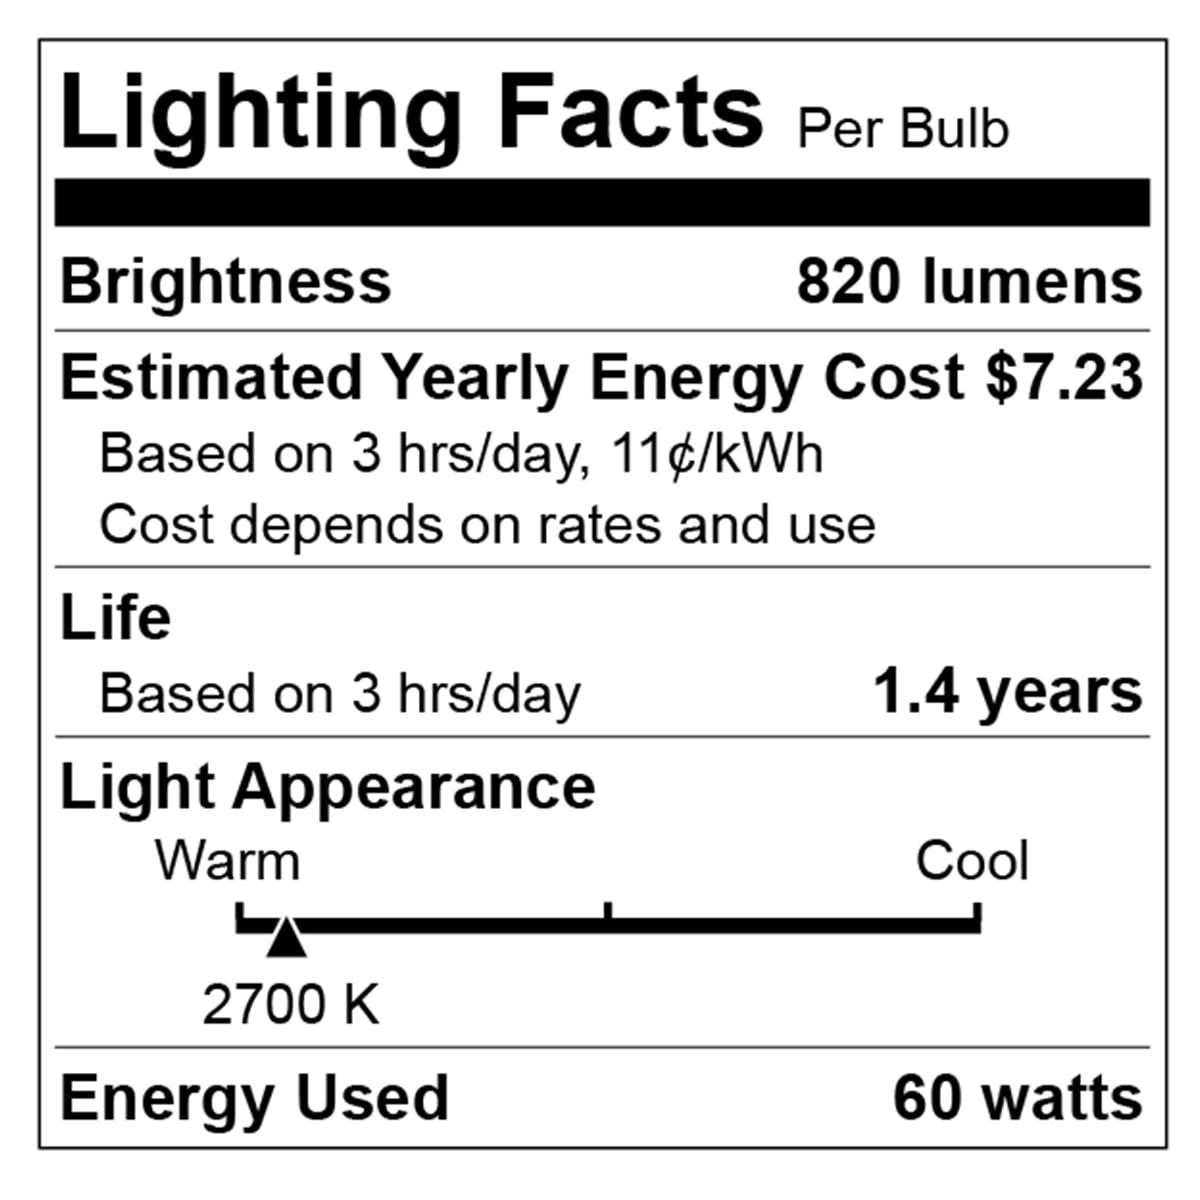 Lighting Facts Per Bulb
Brightness 820 lumens
Estimated Yearly Energy Cost $7.23
Based on 3 hrs/day, 11¢/kWh
Cost depends on rates and use
Life
Based on 3 hrs/day 1.4 years
Light Appearance
Warm Cool
2700 K
Energy Used 60 watts